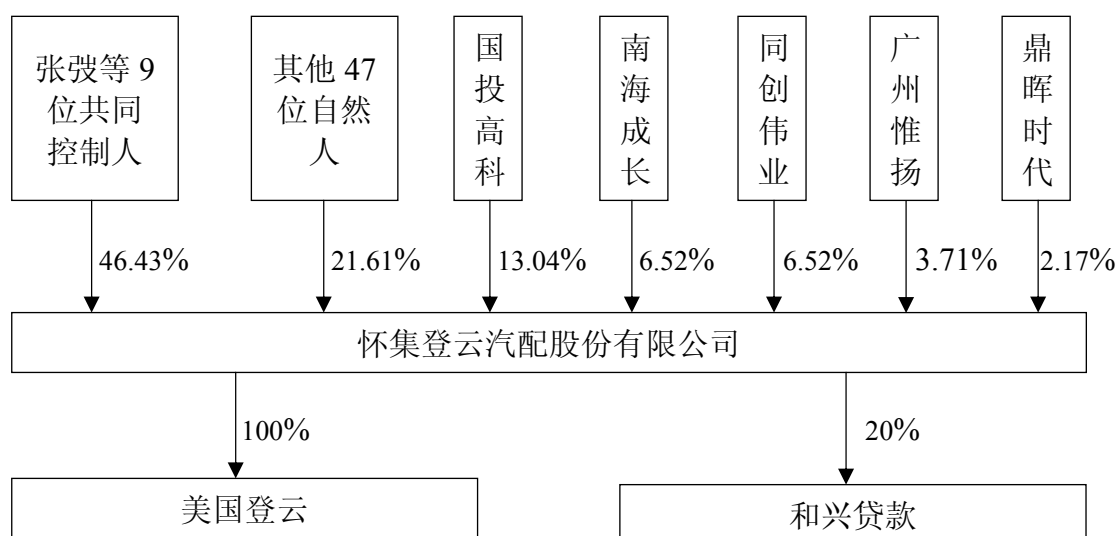 张弢等 9
位共同
控制人
其他 47
位自然
人
国投高科
南海成长
同创伟业
广州惟扬
鼎晖时代
46.43%
21.61%
13.04%
6.52%
6.52%
3.71%
2.17%
怀集登云汽配股份有限公司
100%
20%
美国登云
和兴贷款